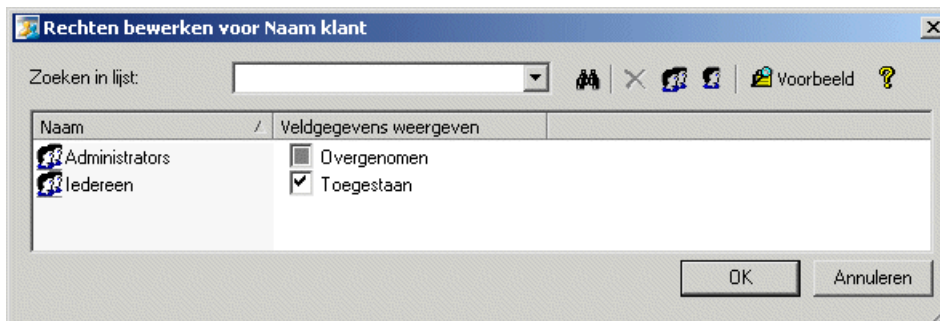 Rechten bewerken voor Naam klant
Zoeken in lijst: Voorbeeld
Naam Veldgegevens weergeven
Administrators Overgenomen
Iedereen Toegestaan
OK Annuleren